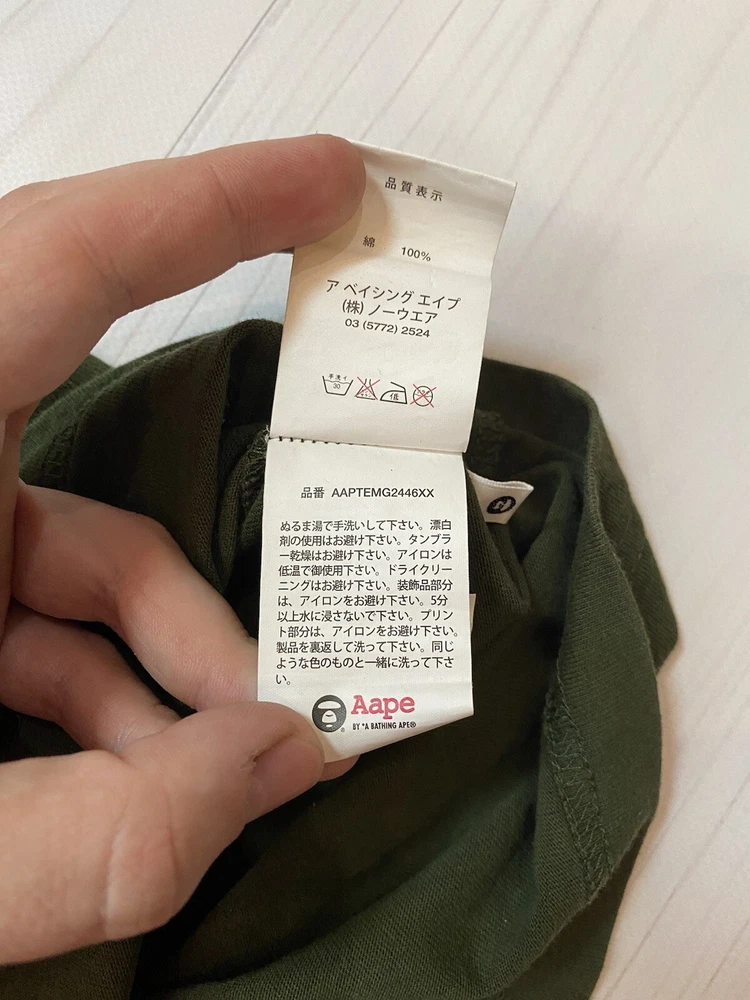 品質表示
綿 100%
ア ベイシング エイプ
(株) ノーウエア
03 (5772) 2524
手洗イ
30
低
品番 AAPTEMG2446XX
ぬるま湯で手洗いして下さい。漂白
剤の使用はお避け下さい。タンブラ
ー乾燥はお避け下さい。アイロンは
低温で御使用下さい。ドライクリー
ニングはお避け下さい。装飾品部分
は、アイロンをお避け下さい。5分
以上水に浸さないで下さい。プリン
ト部分は、アイロンをお避け下さい。
製品を裏返して洗って下さい。同じ
ような色のものと一緒に洗って下さ
い。
Aape
BY *A BATHING APE®